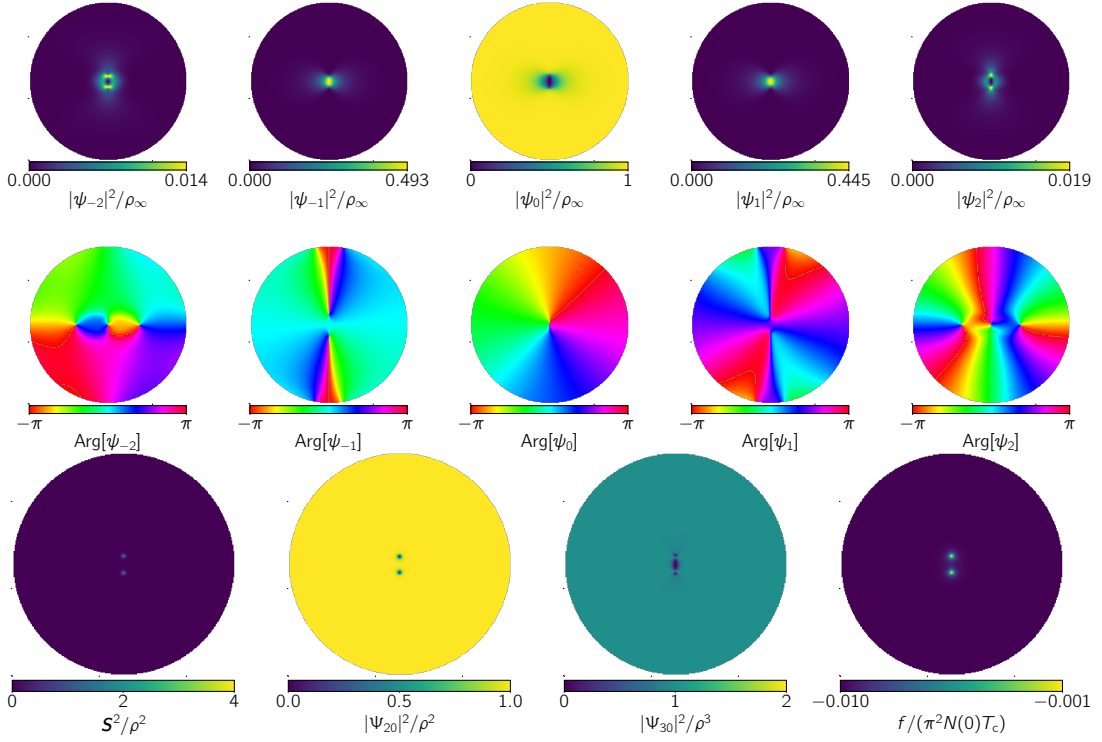 0.000 0.014 0.000 0.493 0 1 0.000 0.445 0.000 0.019
|ψ₋₂|²/ρ∞ |ψ₋₁|²/ρ∞ |ψ₀|²/ρ∞ |ψ₁|²/ρ∞ |ψ₂|²/ρ∞
−π π −π π −π π −π π −π π
Arg[ψ₋₂] Arg[ψ₋₁] Arg[ψ₀] Arg[ψ₁] Arg[ψ₂]
0 2 4 0.0 0.5 1.0 0 1 2 −0.010 −0.001
S²/ρ² |Ψ₂₀|²/ρ² |Ψ₃₀|²/ρ³ f/(π²N(0)T_c)